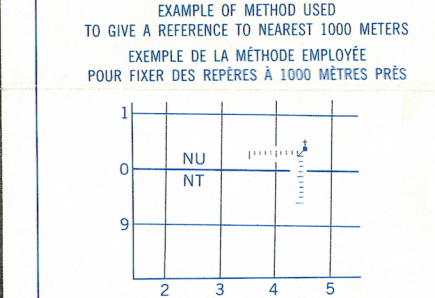 EXAMPLE OF METHOD USED
TO GIVE A REFERENCE TO NEAREST 1000 METERS
EXEMPLE DE LA MÉTHODE EMPLOYÉE
POUR FIXER DES REPÈRES À 1000 MÈTRES PRÈS
1
NU
0
NT
9
2 3 4 5